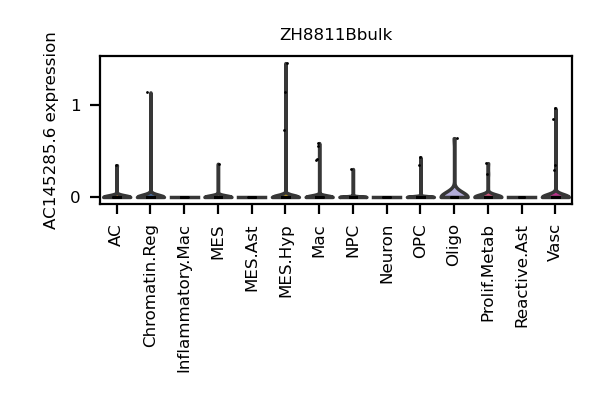 ZH8811Bbulk
AC145285.6 expression
1
0
AC
Chromatin.Reg
Inflammatory.Mac
MES
MES.Ast
MES.Hyp
Mac
NPC
Neuron
OPC
Oligo
Prolif.Metab
Reactive.Ast
Vasc